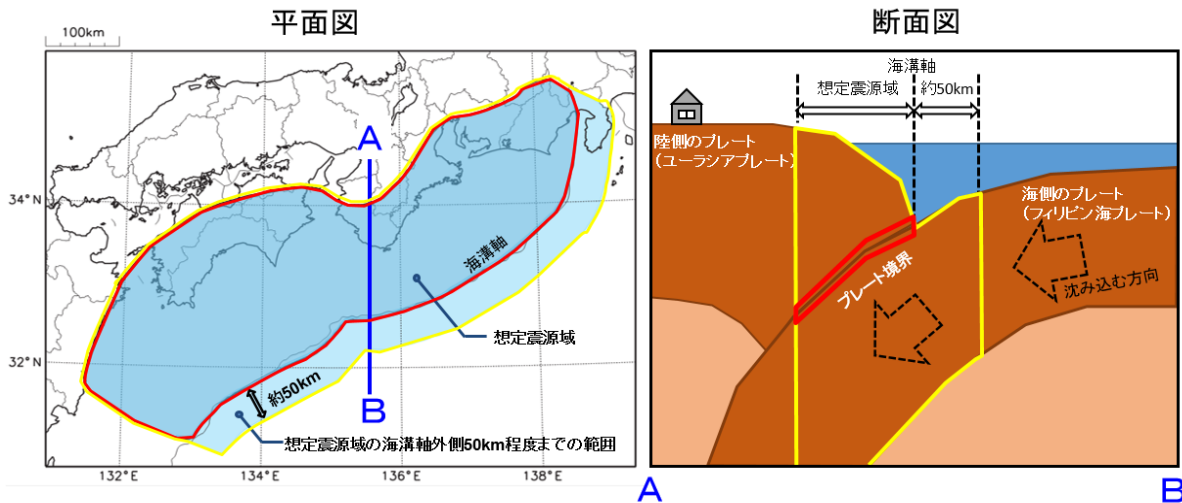 平面図
100km
34°N
32°N
132°E
134°E
136°E
138°E
A
B
海溝軸
想定震源域
約50km
想定震源域の海溝軸外側50km程度までの範囲
断面図
海溝軸
想定震源域
約50km
陸側のプレート
(ユーラシアプレート)
海側のプレート
(フィリピン海プレート)
プレート境界
沈み込む方向
A
B